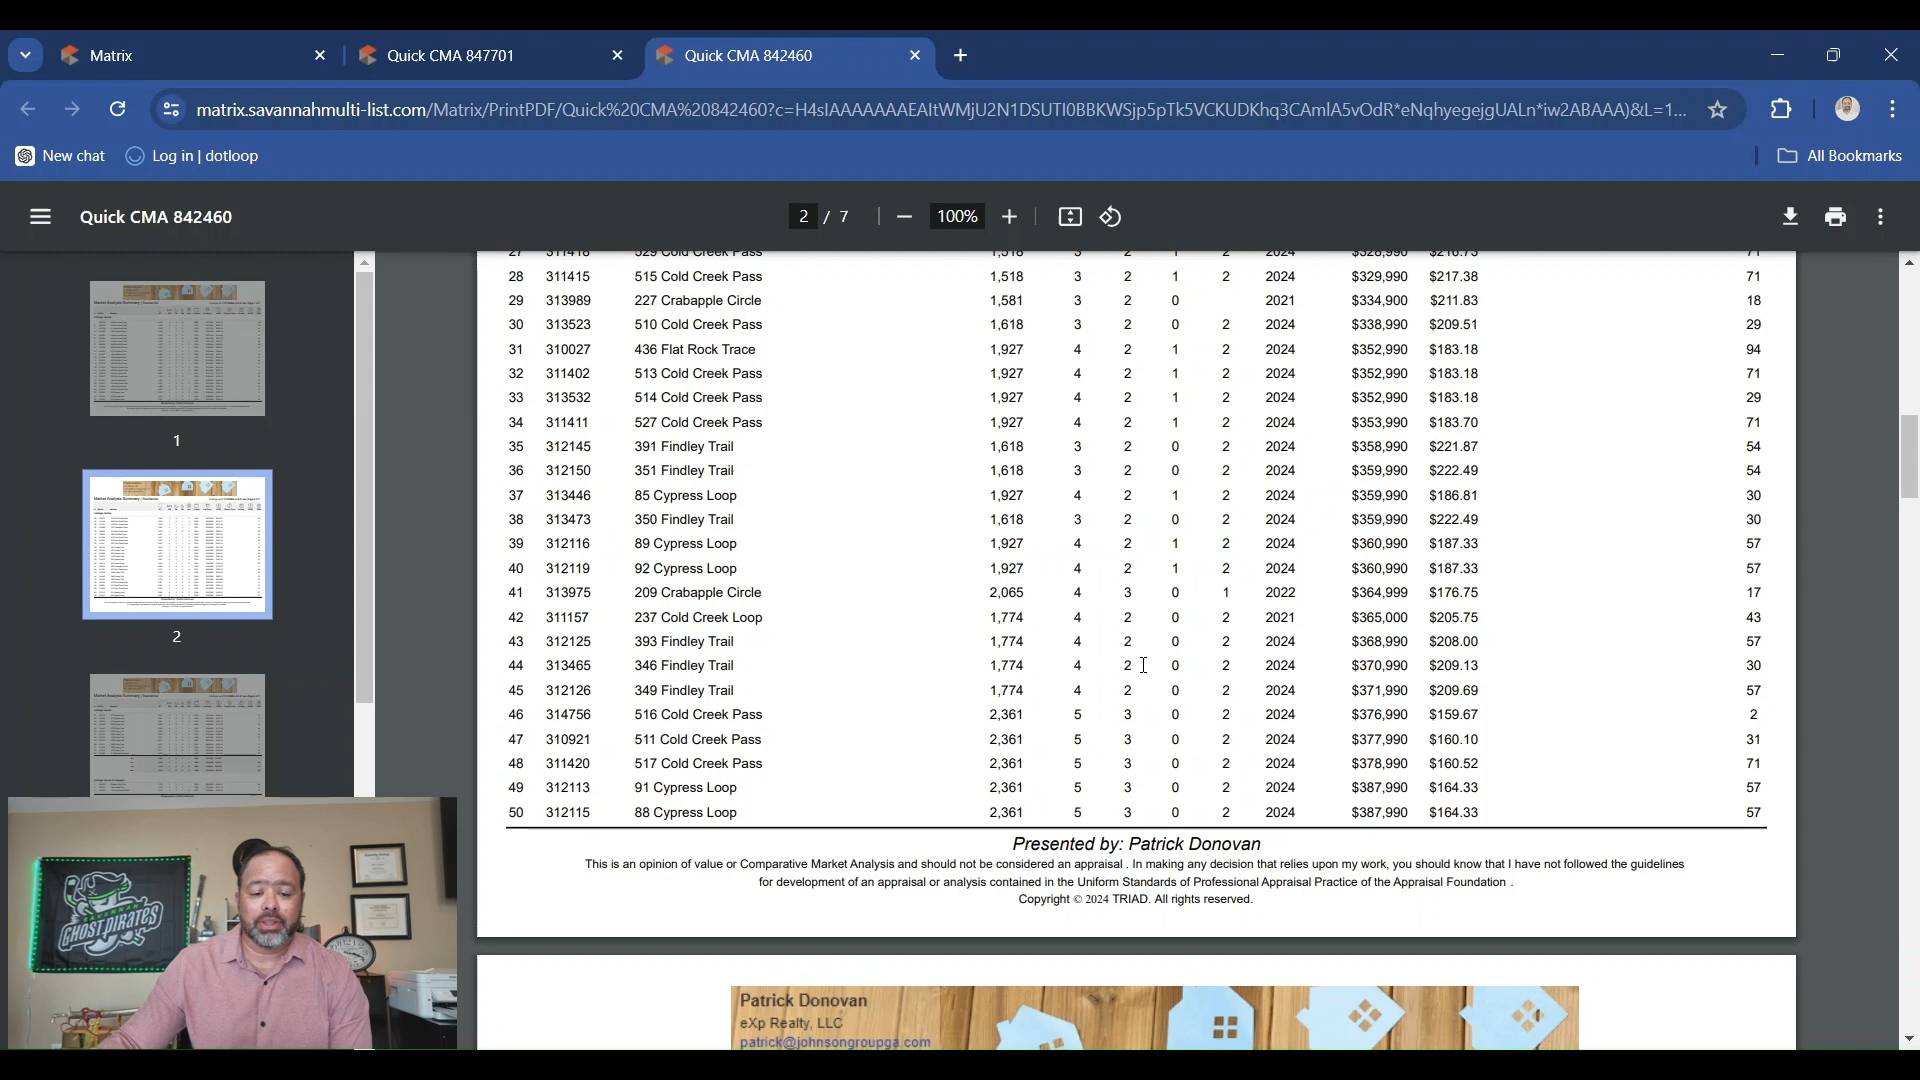 Matrix
Quick CMA 847701
Quick CMA 842460
matrix.savannahmulti-list.com/Matrix/PrintPDF/Quick%20CMA%20842460?c=H4sIAAAAAAAEAItWMjU2N1DSUTI0BBKWSjp5pTk5VCKUDKhq3CAmlA5vOdR*eNqhyegejgUALn*iw2ABAAA)&L=1...
New chat
Log in | dotloop
All Bookmarks
Quick CMA 842460
2 / 7
100%
1
2
27 311418 529 Cold Creek Pass 1,518 3 2 1 2 2024 $328,990 $216.73 71
28 311415 515 Cold Creek Pass 1,518 3 2 1 2 2024 $329,990 $217.38 71
29 313989 227 Crabapple Circle 1,581 3 2 0 2021 $334,900 $211.83 18
30 313523 510 Cold Creek Pass 1,618 3 2 0 2 2024 $338,990 $209.51 29
31 310027 436 Flat Rock Trace 1,927 4 2 1 2 2024 $352,990 $183.18 94
32 311402 513 Cold Creek Pass 1,927 4 2 1 2 2024 $352,990 $183.18 71
33 313532 514 Cold Creek Pass 1,927 4 2 1 2 2024 $352,990 $183.18 29
34 311411 527 Cold Creek Pass 1,927 4 2 1 2 2024 $353,990 $183.70 71
35 312145 391 Findley Trail 1,618 3 2 0 2 2024 $358,990 $221.87 54
36 312150 351 Findley Trail 1,618 3 2 0 2 2024 $359,990 $222.49 54
37 313446 85 Cypress Loop 1,927 4 2 1 2 2024 $359,990 $186.81 30
38 313473 350 Findley Trail 1,618 3 2 0 2 2024 $359,990 $222.49 30
39 312116 89 Cypress Loop 1,927 4 2 1 2 2024 $360,990 $187.33 57
40 312119 92 Cypress Loop 1,927 4 2 1 2 2024 $360,990 $187.33 57
41 313975 209 Crabapple Circle 2,065 4 3 0 1 2022 $364,999 $176.75 17
42 311157 237 Cold Creek Loop 1,774 4 2 0 2 2021 $365,000 $205.75 43
43 312125 393 Findley Trail 1,774 4 2 0 2 2024 $368,990 $208.00 57
44 313465 346 Findley Trail 1,774 4 2 0 2 2024 $370,990 $209.13 30
45 312126 349 Findley Trail 1,774 4 2 0 2 2024 $371,990 $209.69 57
46 314756 516 Cold Creek Pass 2,361 5 3 0 2 2024 $376,990 $159.67 2
47 310921 511 Cold Creek Pass 2,361 5 3 0 2 2024 $377,990 $160.10 31
48 311420 517 Cold Creek Pass 2,361 5 3 0 2 2024 $378,990 $160.52 71
49 312113 91 Cypress Loop 2,361 5 3 0 2 2024 $387,990 $164.33 57
50 312115 88 Cypress Loop 2,361 5 3 0 2 2024 $387,990 $164.33 57
Presented by: Patrick Donovan
This is an opinion of value or Comparative Market Analysis and should not be considered an appraisal . In making any decision that relies upon my work, you should know that I have not followed the guidelines
for development of an appraisal or analysis contained in the Uniform Standards of Professional Appraisal Practice of the Appraisal Foundation .
Copyright © 2024 TRIAD. All rights reserved.
Patrick Donovan
eXp Realty, LLC
patrick@johnsongroupga.com
SAVANNAH
GHOST PIRATES